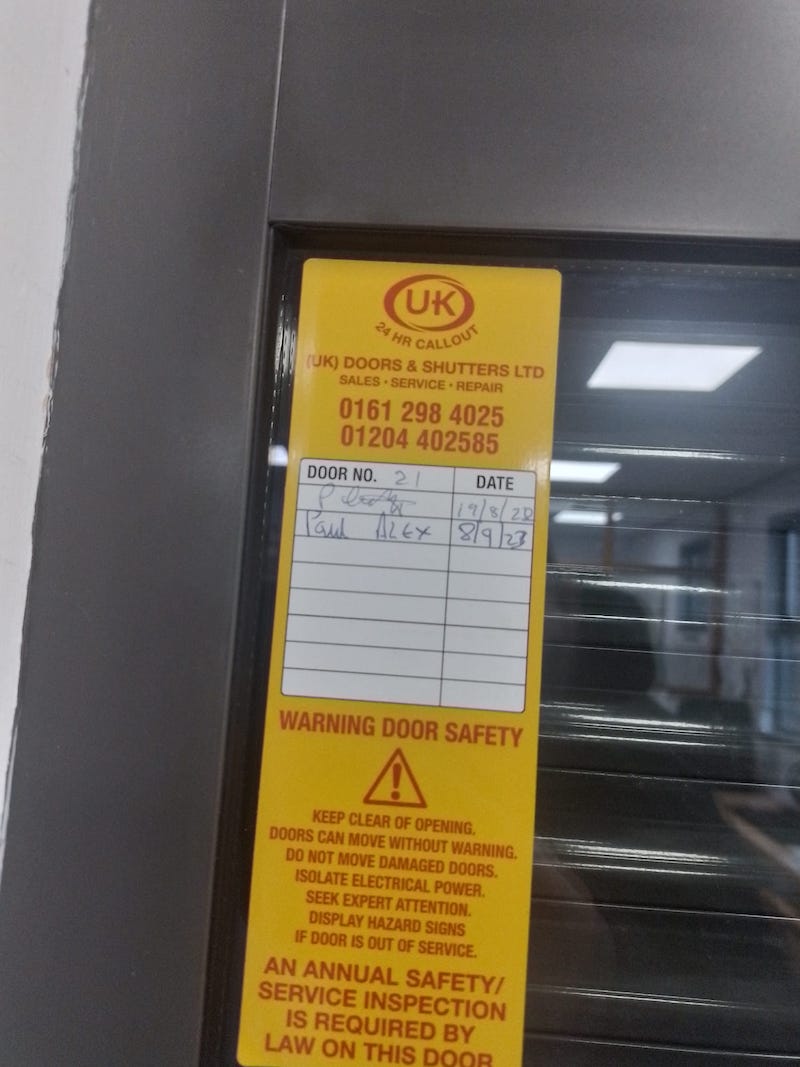 UK
24 HR CALLOUT
(UK) DOORS & SHUTTERS LTD
SALES • SERVICE • REPAIR
0161 298 4025
01204 402585
DOOR NO. 21 DATE
P 19/8/22
Paul ALEX 8/9/23
WARNING DOOR SAFETY
KEEP CLEAR OF OPENING.
DOORS CAN MOVE WITHOUT WARNING.
DO NOT MOVE DAMAGED DOORS.
ISOLATE ELECTRICAL POWER.
SEEK EXPERT ATTENTION.
DISPLAY HAZARD SIGNS
IF DOOR IS OUT OF SERVICE.
AN ANNUAL SAFETY/
SERVICE INSPECTION
IS REQUIRED BY
LAW ON THIS DOOR